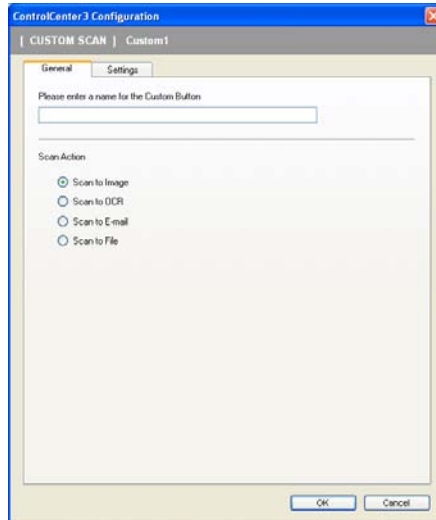 ControlCenter3 Configuration
[ CUSTOM SCAN | Custom1
General Settings
Please enter a name for the Custom Button
Scan Action
Scan to Image
Scan to OCR
Scan to E-mail
Scan to File
OK Cancel